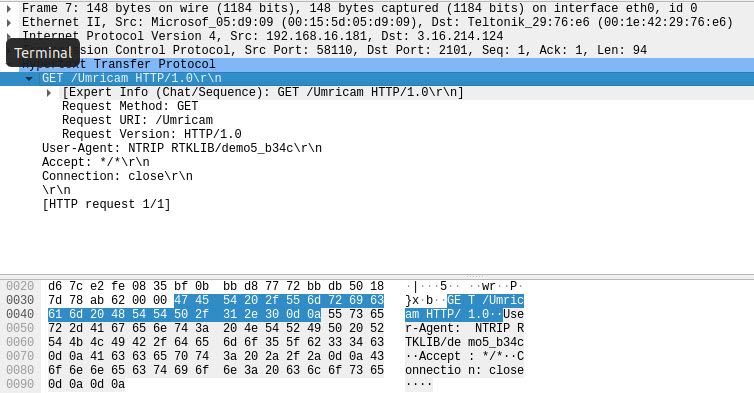 Frame 7: 148 bytes on wire (1184 bits), 148 bytes captured (1184 bits) on interface eth0, id 0
Ethernet II, Src: Microsof_05:d9:09 (00:15:5d:05:d9:09), Dst: Teltonik_29:76:e6 (00:1e:42:29:76:e6)
Internet Protocol Version 4, Src: 192.168.16.181, Dst: 3.16.214.124
Terminal
ssion Control Protocol, Src Port: 58110, Dst Port: 2101, Seq: 1, Ack: 1, Len: 94
Hypertext Transfer Protocol
GET /Umricam HTTP/1.0\r\n
[Expert Info (Chat/Sequence): GET /Umricam HTTP/1.0\r\n]
Request Method: GET
Request URI: /Umricam
Request Version: HTTP/1.0
User-Agent: NTRIP RTKLIB/demo5_b34c\r\n
Accept: */*\r\n
Connection: close\r\n
\r\n
[HTTP request 1/1]
0020 d6 7c e2 fe 08 35 bf 0b bb d8 77 72 bb db 50 18 ·|···5·· ··wr··P·
0030 7d 78 ab 62 00 00 47 45 54 20 2f 55 6d 72 69 63 }x·b··GE T /Umric
0040 61 6d 20 48 54 54 50 2f 31 2e 30 0d 0a 55 73 65 am HTTP/ 1.0··Use
0050 72 2d 41 67 65 6e 74 3a 20 4e 54 52 49 50 20 52 r-Agent: NTRIP R
0060 54 4b 4c 49 42 2f 64 65 6d 6f 35 5f 62 33 34 63 TKLIB/de mo5_b34c
0070 0d 0a 41 63 63 65 70 74 3a 20 2a 2f 2a 0d 0a 43 ··Accept : */*··C
0080 6f 6e 6e 65 63 74 69 6f 6e 3a 20 63 6c 6f 73 65 onnectio n: close
0090 0d 0a 0d 0a ····